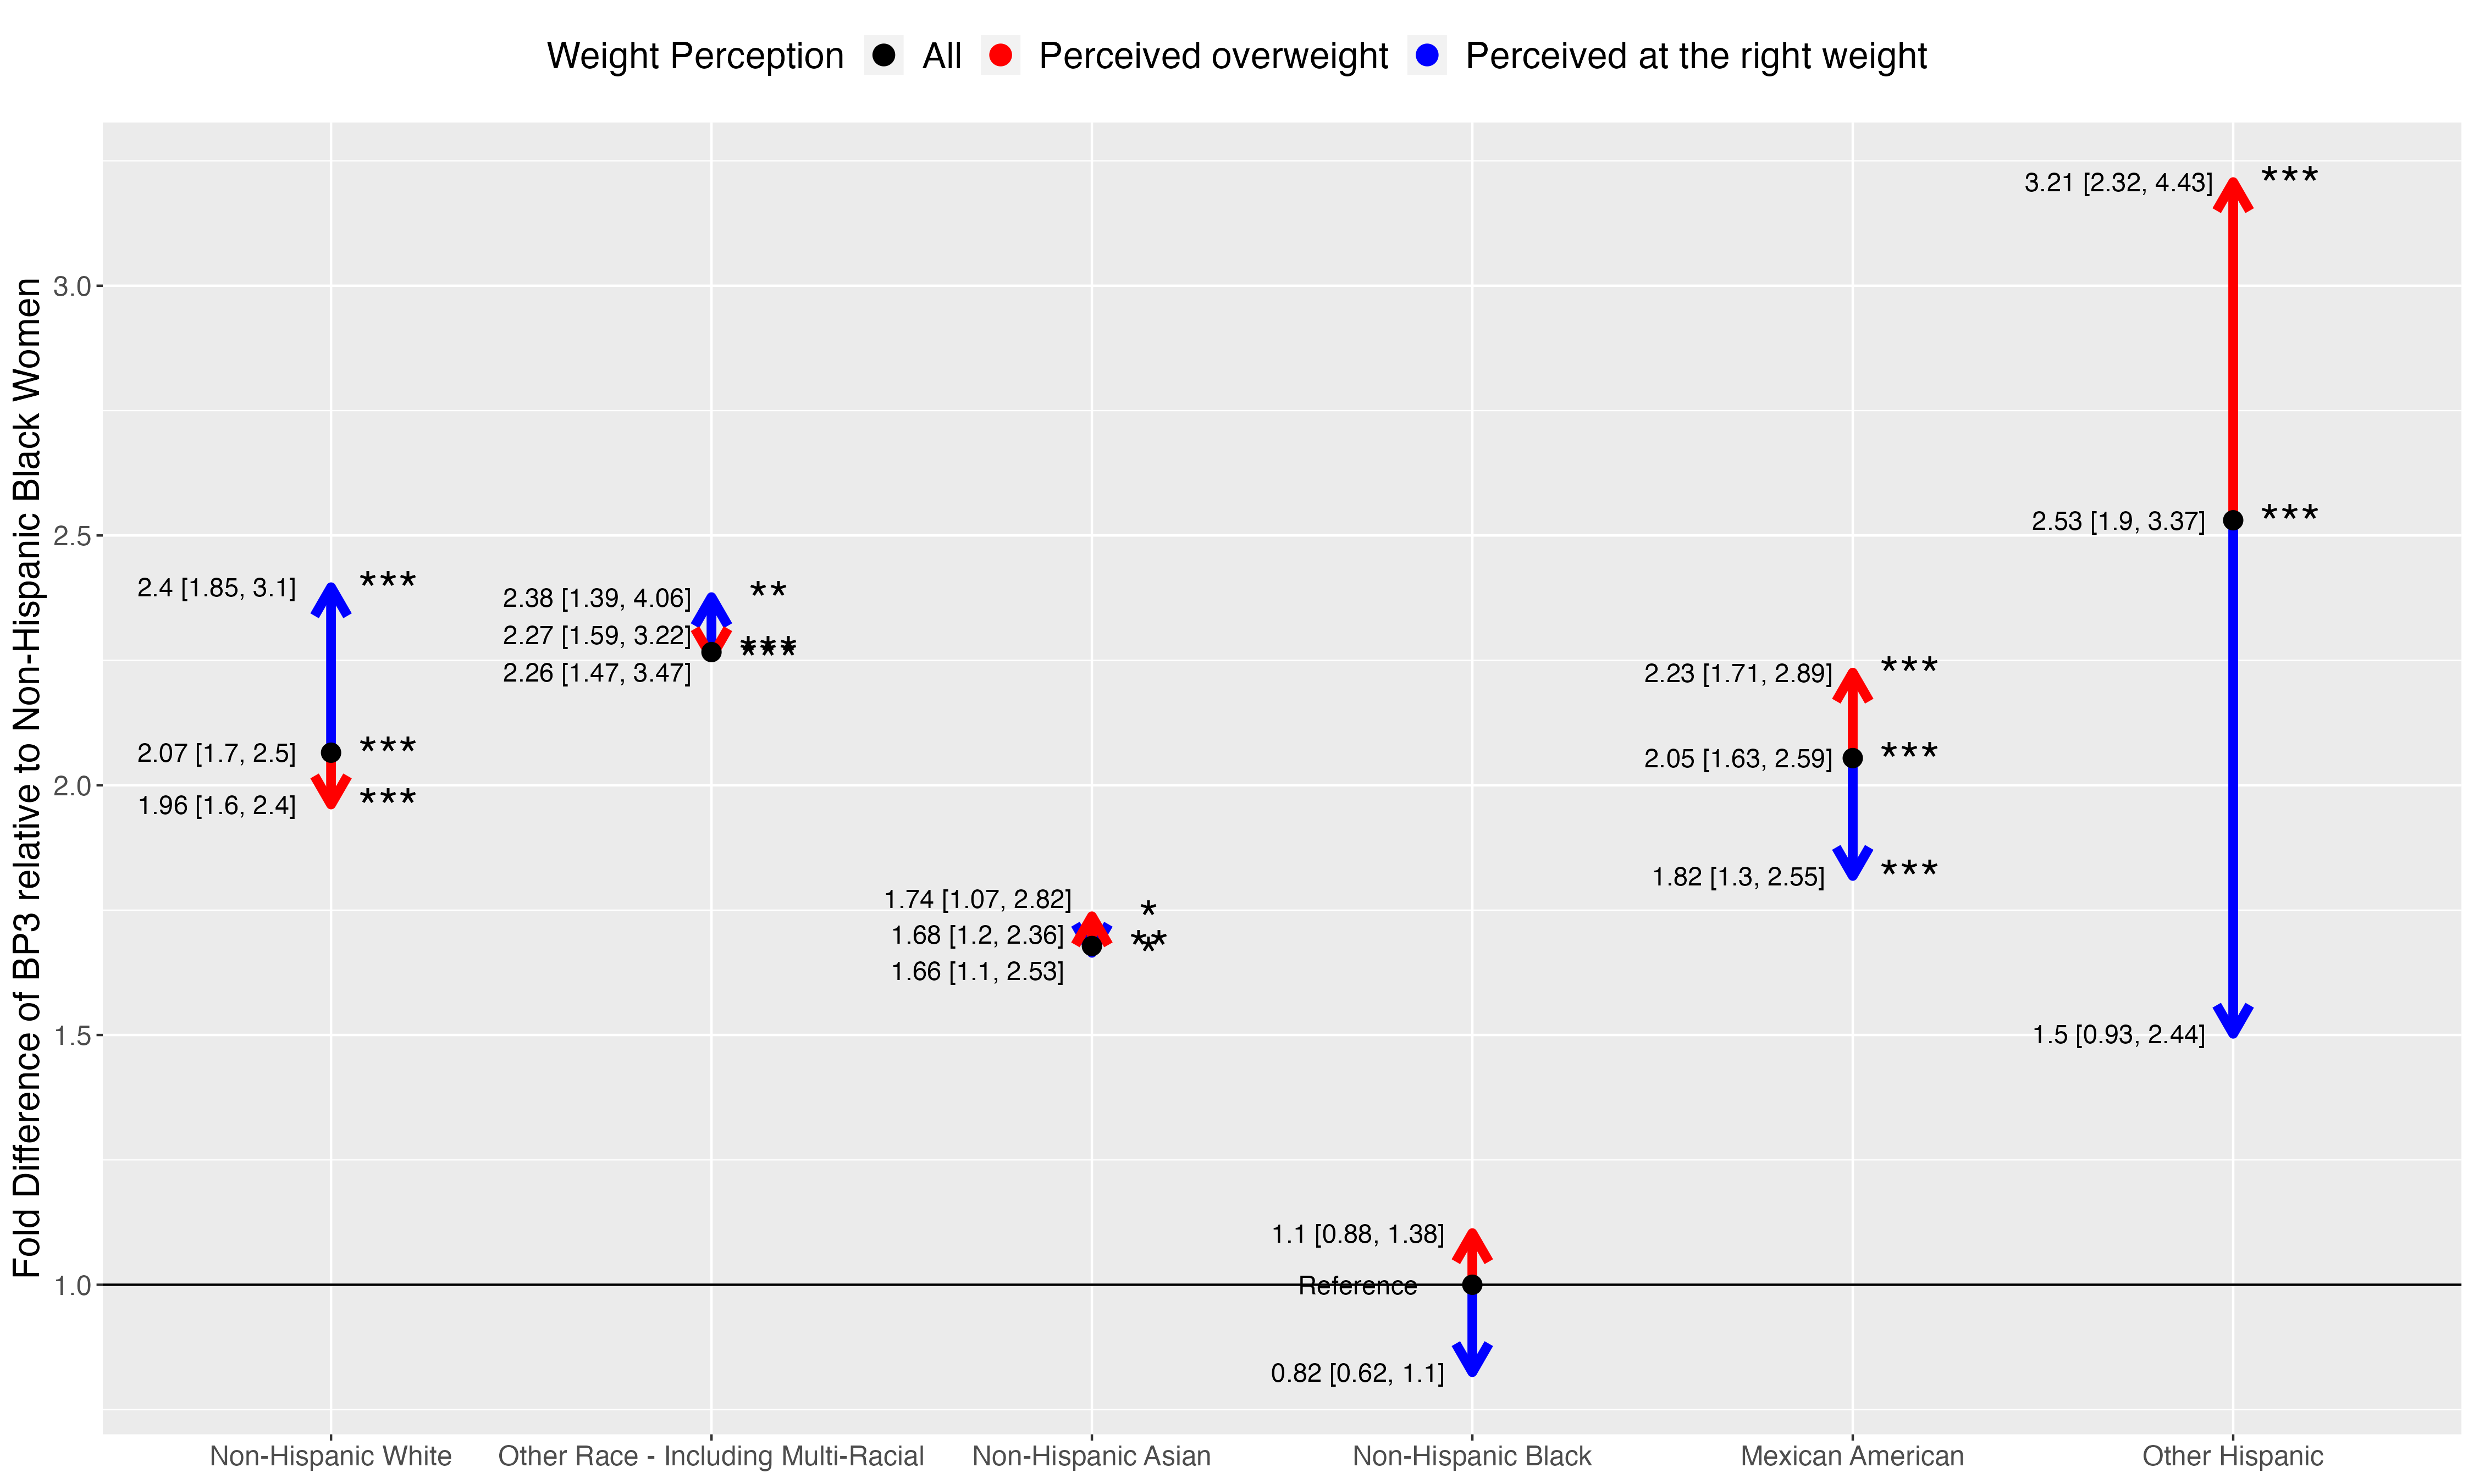 Weight Perception All Perceived overweight Perceived at the right weight
Fold Difference of BP3 relative to Non-Hispanic Black Women
3.0
2.5
2.0
1.5
1.0
2.4 [1.85, 3.1] ***
2.07 [1.7, 2.5] ***
1.96 [1.6, 2.4] ***
2.38 [1.39, 4.06] **
2.27 [1.59, 3.22] ***
2.26 [1.47, 3.47] ***
1.74 [1.07, 2.82] *
1.68 [1.2, 2.36] **
1.66 [1.1, 2.53] *
1.1 [0.88, 1.38]
Reference
0.82 [0.62, 1.1]
2.23 [1.71, 2.89] ***
2.05 [1.63, 2.59] ***
1.82 [1.3, 2.55] ***
3.21 [2.32, 4.43] ***
2.53 [1.9, 3.37] ***
1.5 [0.93, 2.44]
Non-Hispanic White
Other Race - Including Multi-Racial
Non-Hispanic Asian
Non-Hispanic Black
Mexican American
Other Hispanic